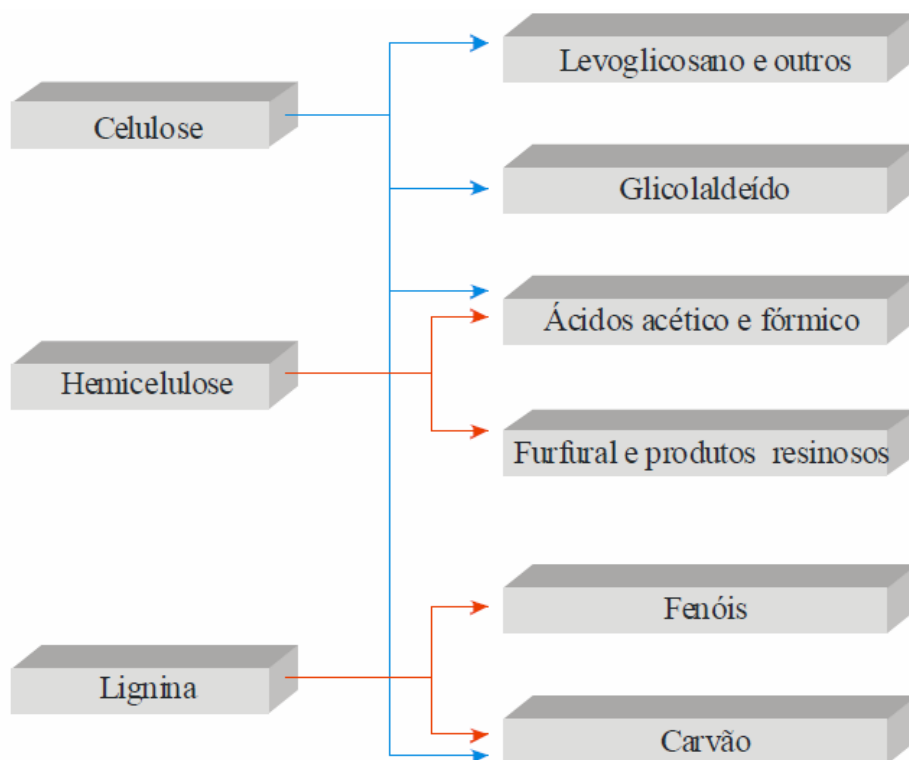 Levoglicosano e outros
Celulose
Glicolaldeído
Ácidos acético e fórmico
Hemicelulose
Furfural e produtos resinosos
Fenóis
Lignina
Carvão